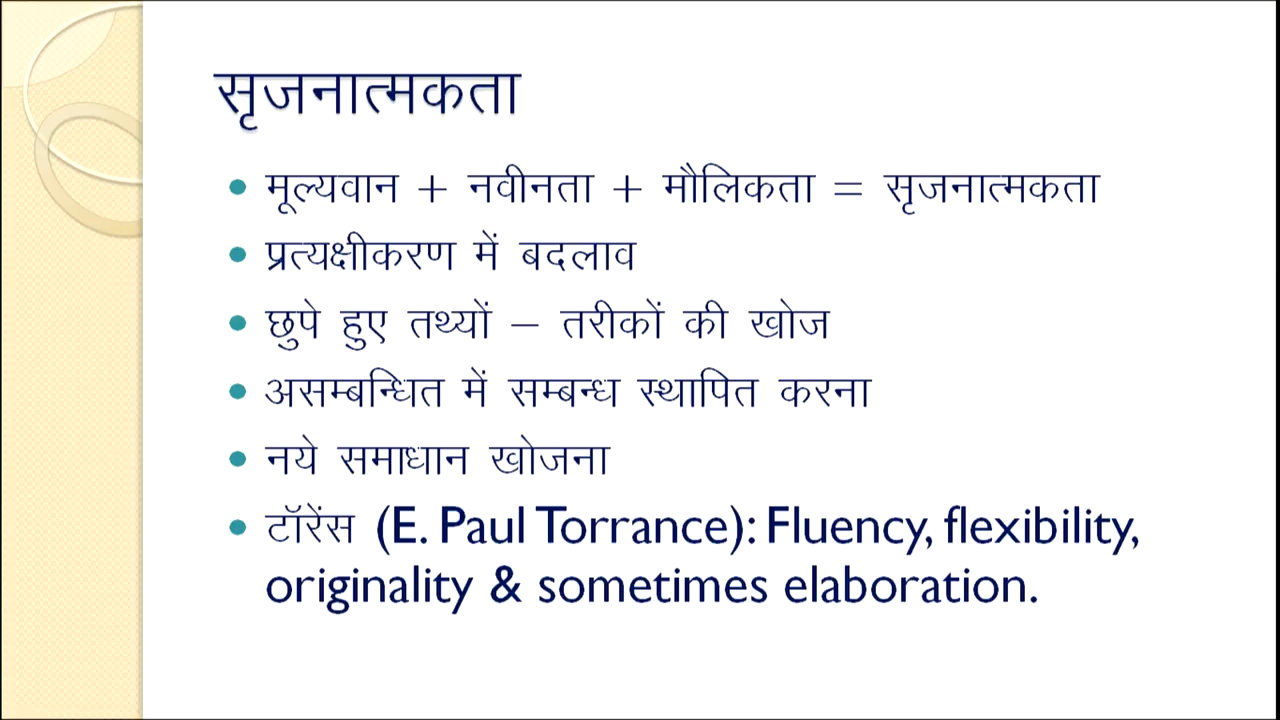 सृजनात्मकता
मूल्यवान + नवीनता + मौलिकता = सृजनात्मकता
प्रत्यक्षीकरण में बदलाव
छुपे हुए तथ्यों – तरीकों की खोज
असम्बन्धित में सम्बन्ध स्थापित करना
नये समाधान खोजना
टॉरेंस (E. Paul Torrance): Fluency, flexibility,
originality & sometimes elaboration.